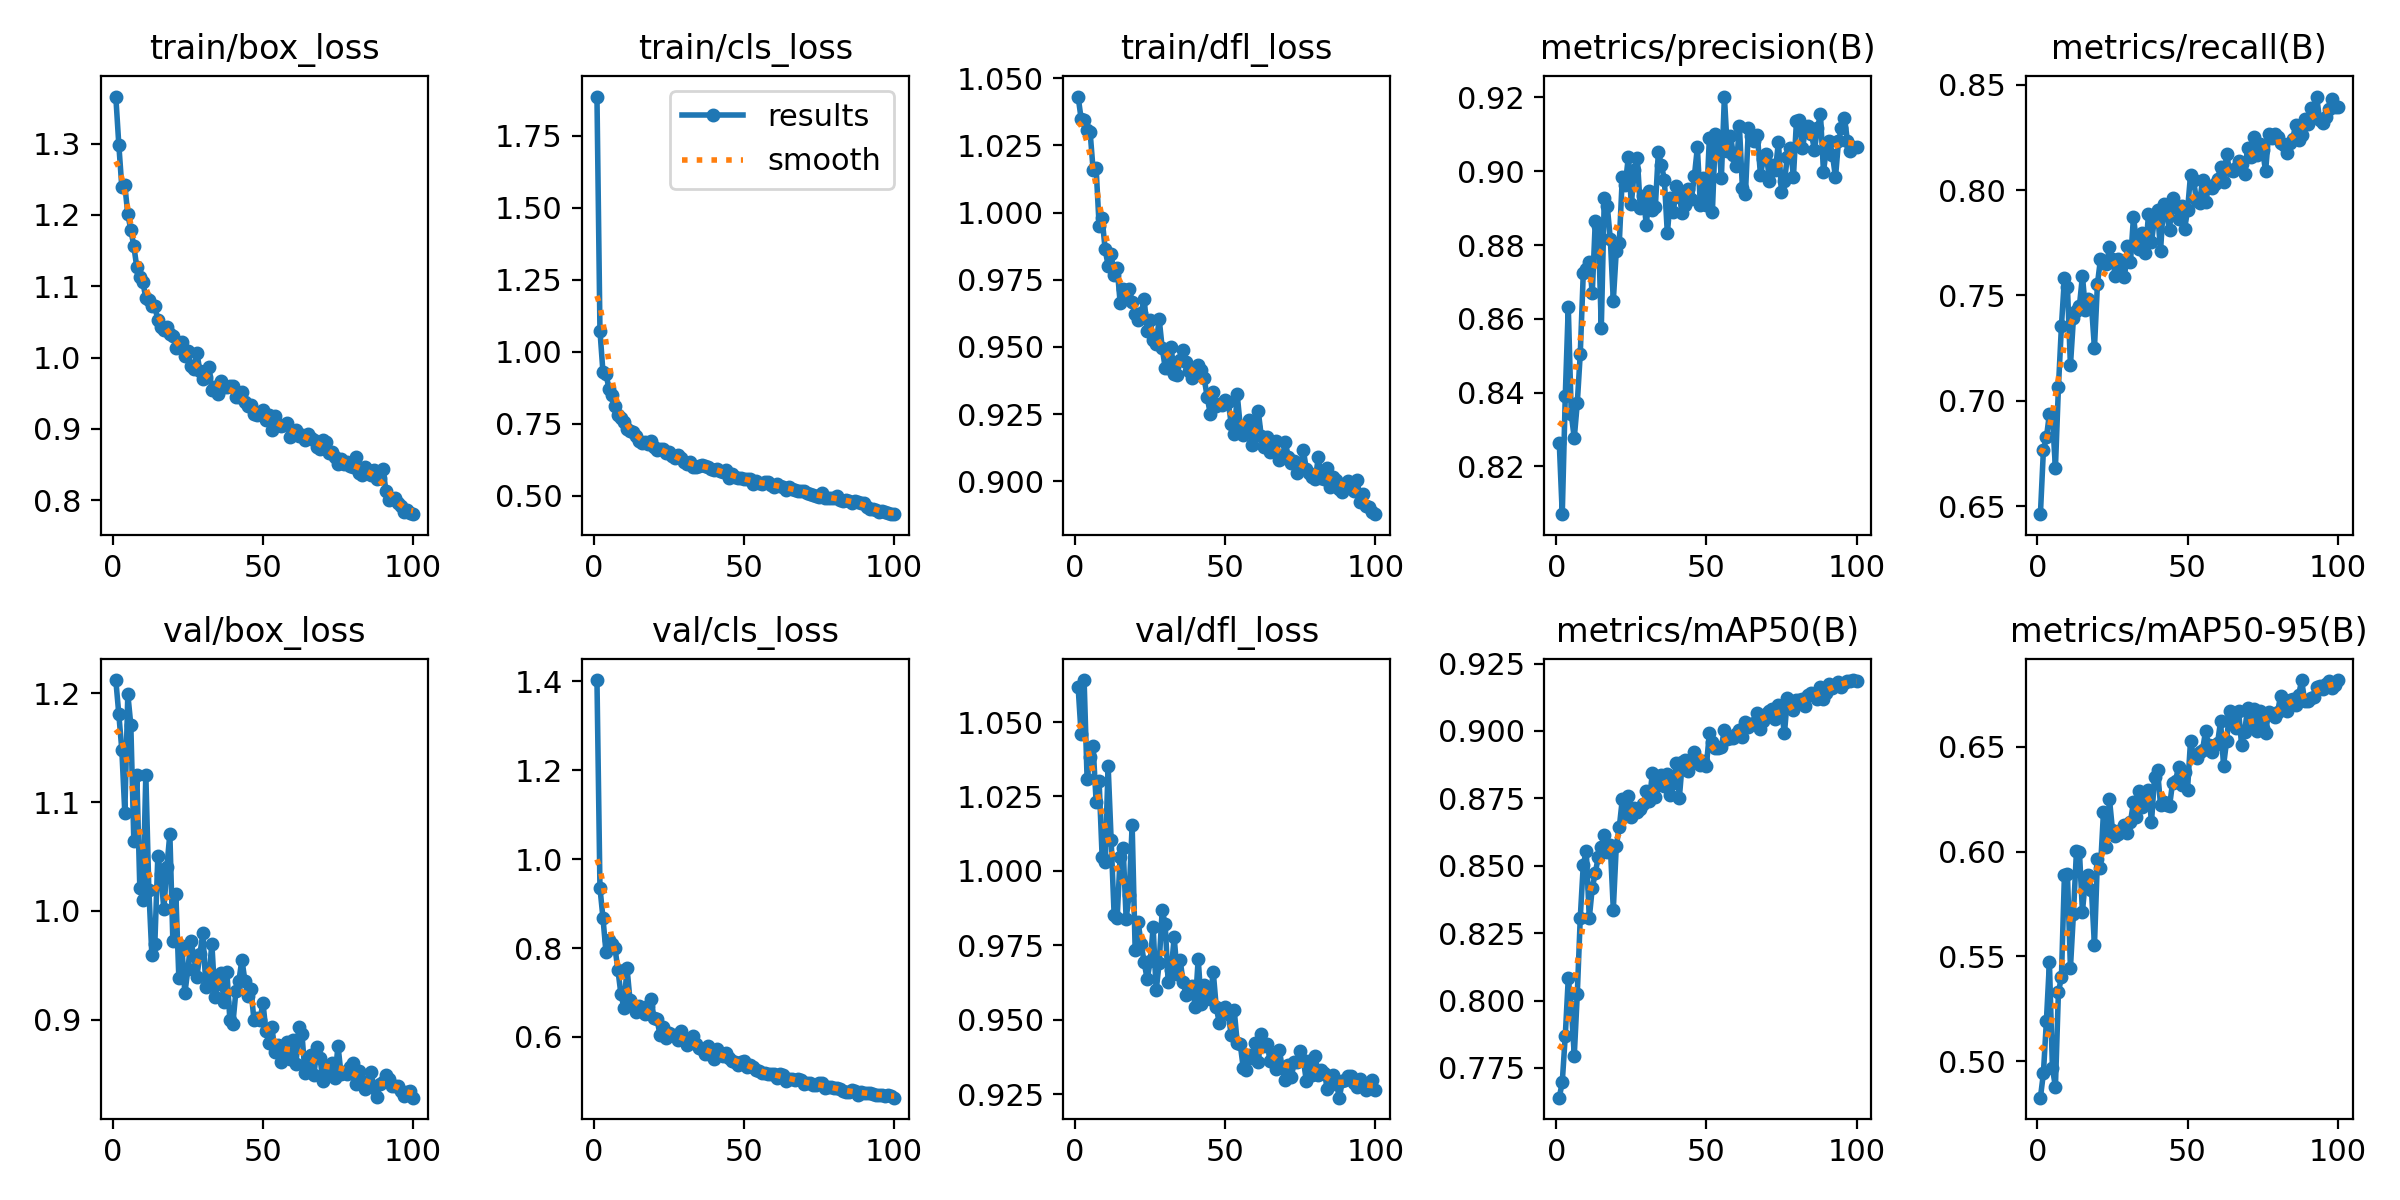 train/box_loss
1.3
1.2
1.1
1.0
0.9
0.8
0 50 100
train/cls_loss
results
smooth
1.75
1.50
1.25
1.00
0.75
0.50
0 50 100
train/dfl_loss
1.050
1.025
1.000
0.975
0.950
0.925
0.900
0 50 100
metrics/precision(B)
0.92
0.90
0.88
0.86
0.84
0.82
0 50 100
metrics/recall(B)
0.85
0.80
0.75
0.70
0.65
0 50 100
val/box_loss
1.2
1.1
1.0
0.9
0 50 100
val/cls_loss
1.4
1.2
1.0
0.8
0.6
0 50 100
val/dfl_loss
1.050
1.025
1.000
0.975
0.950
0.925
0 50 100
metrics/mAP50(B)
0.925
0.900
0.875
0.850
0.825
0.800
0.775
0 50 100
metrics/mAP50-95(B)
0.65
0.60
0.55
0.50
0 50 100